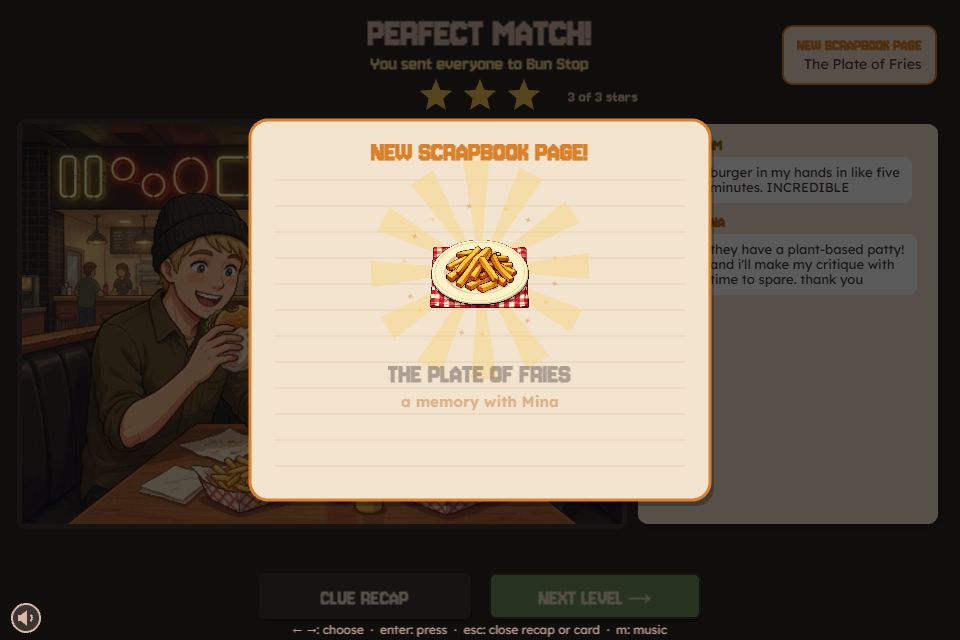 PERFECT MATCH!
You sent everyone to Bun Stop
3 of 3 stars
NEW SCRAPBOOK PAGE
The Plate of Fries
NEW SCRAPBOOK PAGE!
THE PLATE OF FRIES
a memory with Mina
burger in my hands in like five
minutes. INCREDIBLE
they have a plant-based patty!
and i'll make my critique with
time to spare. thank you
CLUE RECAP
NEXT LEVEL →
← →: choose · enter: press · esc: close recap or card · m: music